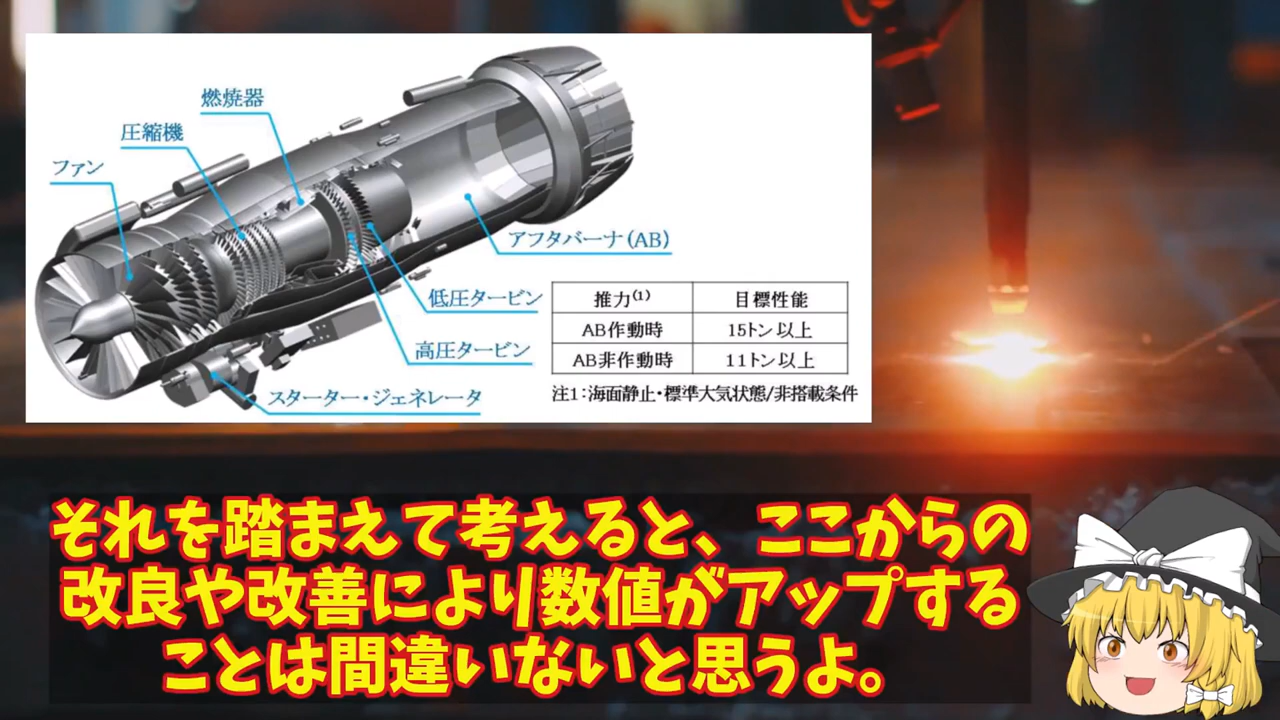 燃焼器
圧縮機
ファン
アフタバーナ(AB)
低圧タービン
高圧タービン
スターター・ジェネレータ
推力(1) 目標性能
AB作動時 15トン以上
AB非作動時 11トン以上
注1:海面静止・標準大気状態/非搭載条件
それを踏まえて考えると、ここからの
改良や改善により数値がアップする
ことは間違いないと思うよ。